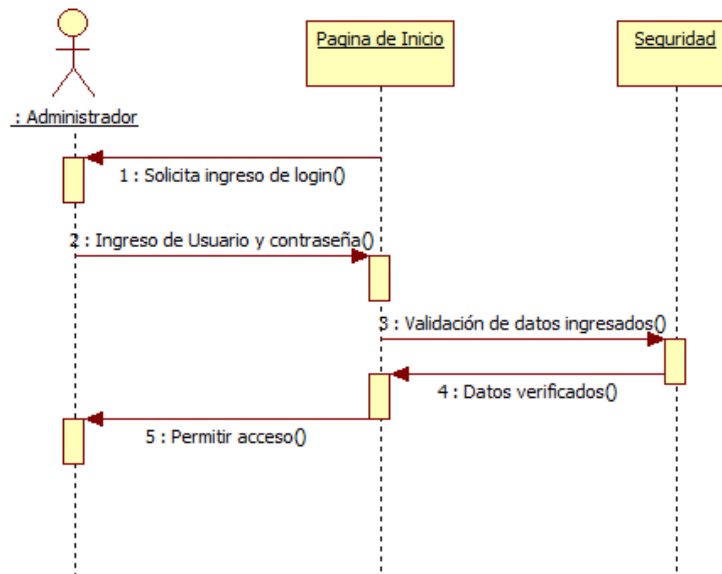 Pagina de Inicio
Seguridad
: Administrador
1 : Solicita ingreso de login()
2 : Ingreso de Usuario y contraseña()
3 : Validación de datos ingresados()
4 : Datos verificados()
5 : Permitir acceso()